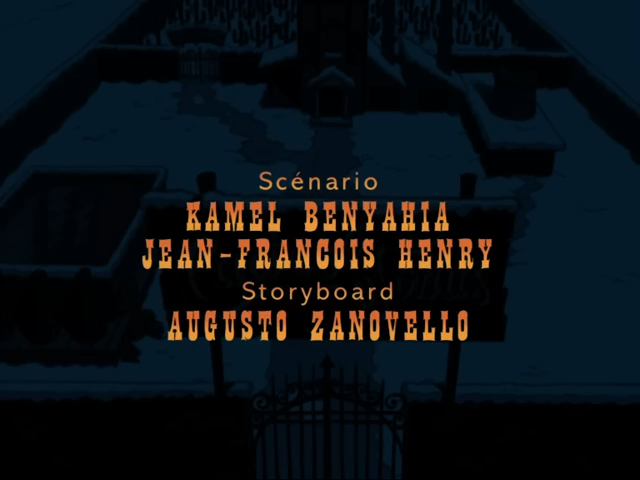 Scénario
KAMEL BENYAHIA
JEAN-FRANCOIS HENRY
Storyboard
AUGUSTO ZANOVELLO